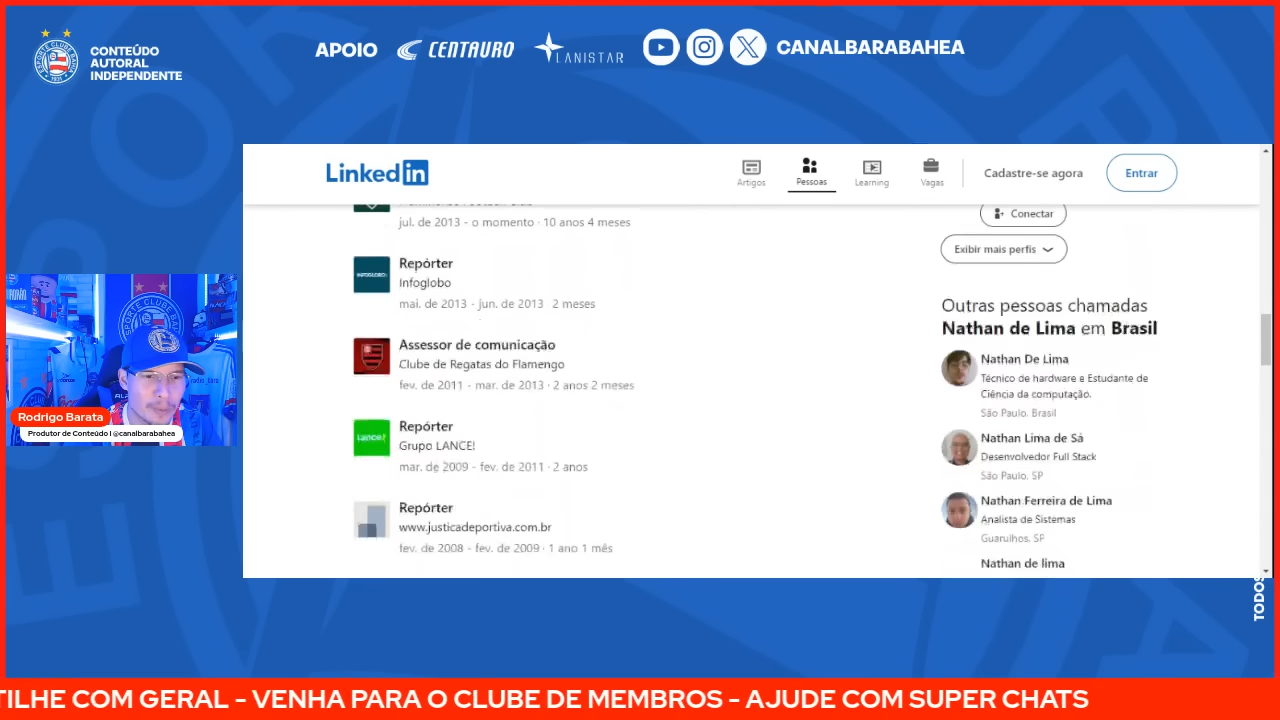 CONTEÚDO
AUTORAL
INDEPENDENTE
APOIO
CENTAURO
LANISTAR
CANALBARABAHEA
ESPORTE CLUBE BAHIA
1931
LinkedIn
Artigos
Pessoas
Learning
Vagas
Cadastre-se agora
Entrar
jul. de 2013 - o momento · 10 anos 4 meses
INFOGLOBO
Repórter
Infoglobo
mai. de 2013 - jun. de 2013 2 meses
Assessor de comunicação
Clube de Regatas do Flamengo
fev. de 2011 - mar. de 2013 · 2 anos 2 meses
LANCE!
Repórter
Grupo LANCE!
mar. de 2009 - fev. de 2011 · 2 anos
Repórter
www.justicadeportiva.com.br
fev. de 2008 - fev. de 2009 · 1 ano 1 mês
Conectar
Exibir mais perfis
Outras pessoas chamadas
Nathan de Lima em Brasil
Nathan De Lima
Técnico de hardware e Estudante de
Ciência da computação.
São Paulo, Brasil
Nathan Lima de Sá
Desenvolvedor Full Stack
São Paulo, SP
Nathan Ferreira de Lima
Analista de Sistemas
Guarulhos, SP
Nathan de lima
Rodrigo Barata
Produtor de Conteúdo | @canalbarabahea
TODOS
TILHE COM GERAL - VENHA PARA O CLUBE DE MEMBROS - AJUDE COM SUPER CHATS